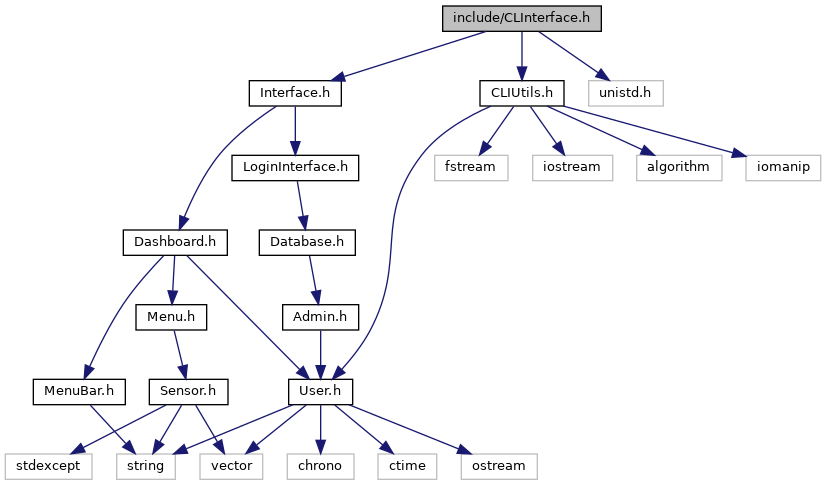 include/CLInterface.h
Interface.h
CLIUtils.h
unistd.h
LoginInterface.h
fstream
iostream
algorithm
iomanip
Dashboard.h
Database.h
Menu.h
Admin.h
MenuBar.h
Sensor.h
User.h
stdexcept
string
vector
chrono
ctime
ostream